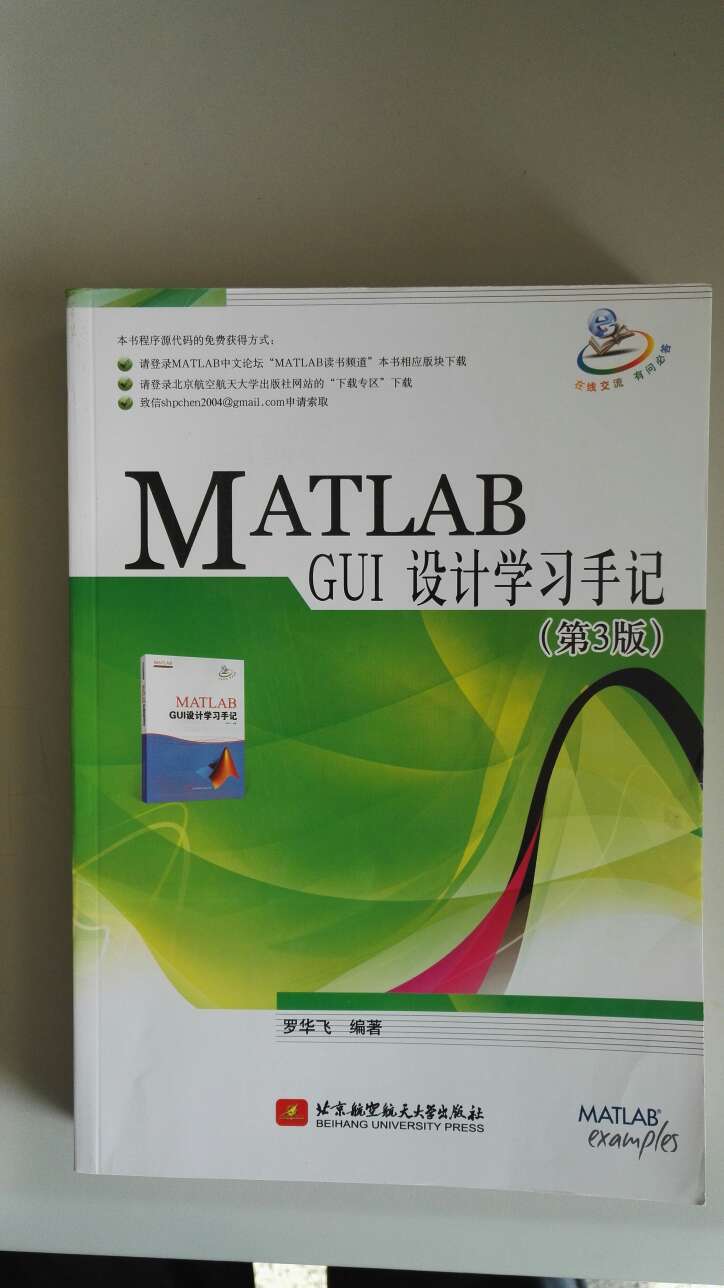 本书程序源代码的免费获得方式：
请登录MATLAB中文论坛“MATLAB读书频道”本书相应版块下载
请登录北京航空航天大学出版社网站的“下载专区”下载
致信shpchen2004@gmail.com申请索取
在线交流 有问必答
MATLAB
GUI 设计学习手记
（第3版）
MATLAB
MATLAB
GUI设计学习手记
罗华飞 编著
北京航空航天大学出版社
BEIHANG UNIVERSITY PRESS
MATLAB®
examples